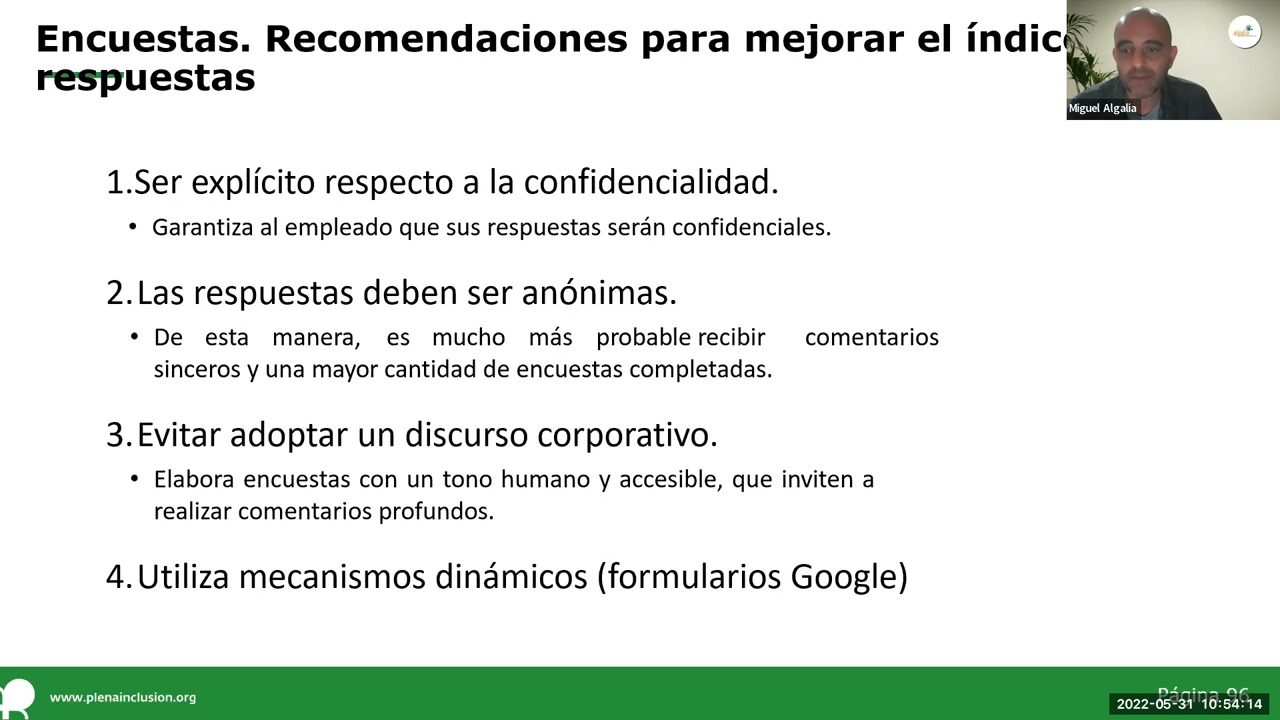 Encuestas. Recomendaciones para mejorar el índice
respuestas
Miguel Algalia
1.Ser explícito respecto a la confidencialidad.
• Garantiza al empleado que sus respuestas serán confidenciales.
2.Las respuestas deben ser anónimas.
• De esta manera, es mucho más probable recibir comentarios
sinceros y una mayor cantidad de encuestas completadas.
3.Evitar adoptar un discurso corporativo.
• Elabora encuestas con un tono humano y accesible, que inviten a
realizar comentarios profundos.
4.Utiliza mecanismos dinámicos (formularios Google)
www.plenainclusion.org
Página 96
2022-05-31 10:54:14